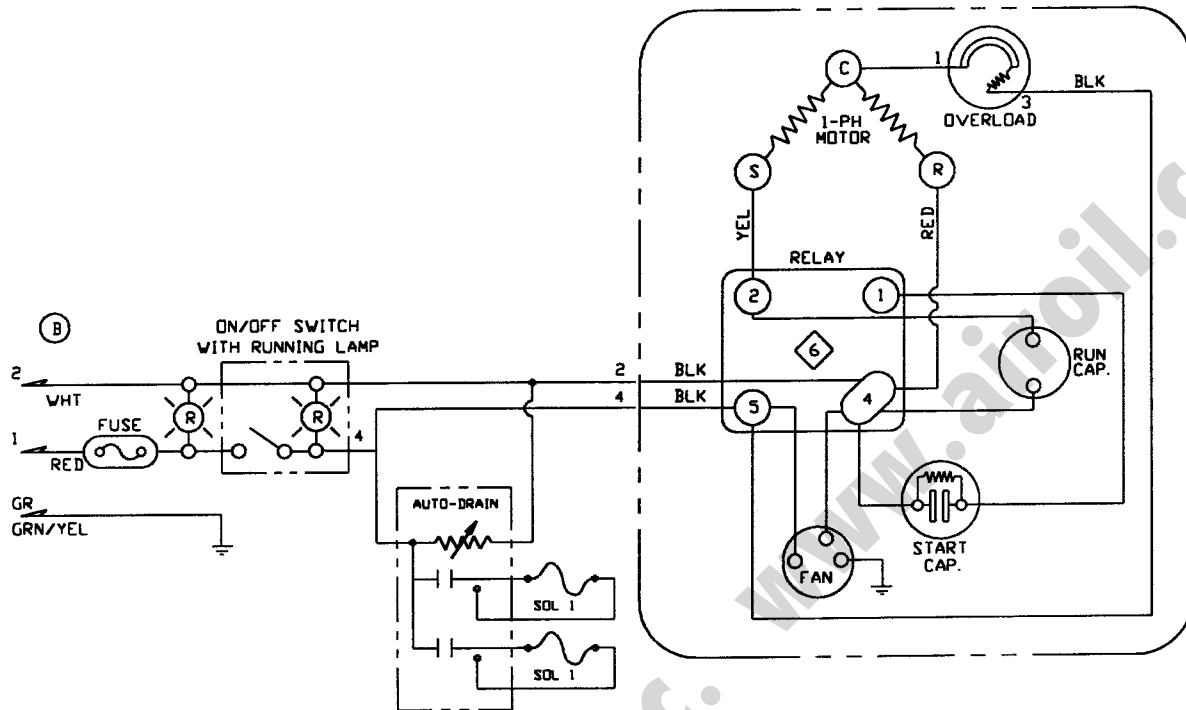 C
1
BLK
3
OVERLOAD
1-PH
MOTOR
S
R
YEL
RED
RELAY
2
1
6
RUN
CAP.
4
5
B
ON/OFF SWITCH
WITH RUNNING LAMP
2
WHT
R
R
2
BLK
4
BLK
FUSE
1
RED
4
GR
GRN/YEL
AUTO-DRAIN
SOL 1
SOL 1
START
CAP.
FAN
www.airoil.c
c.